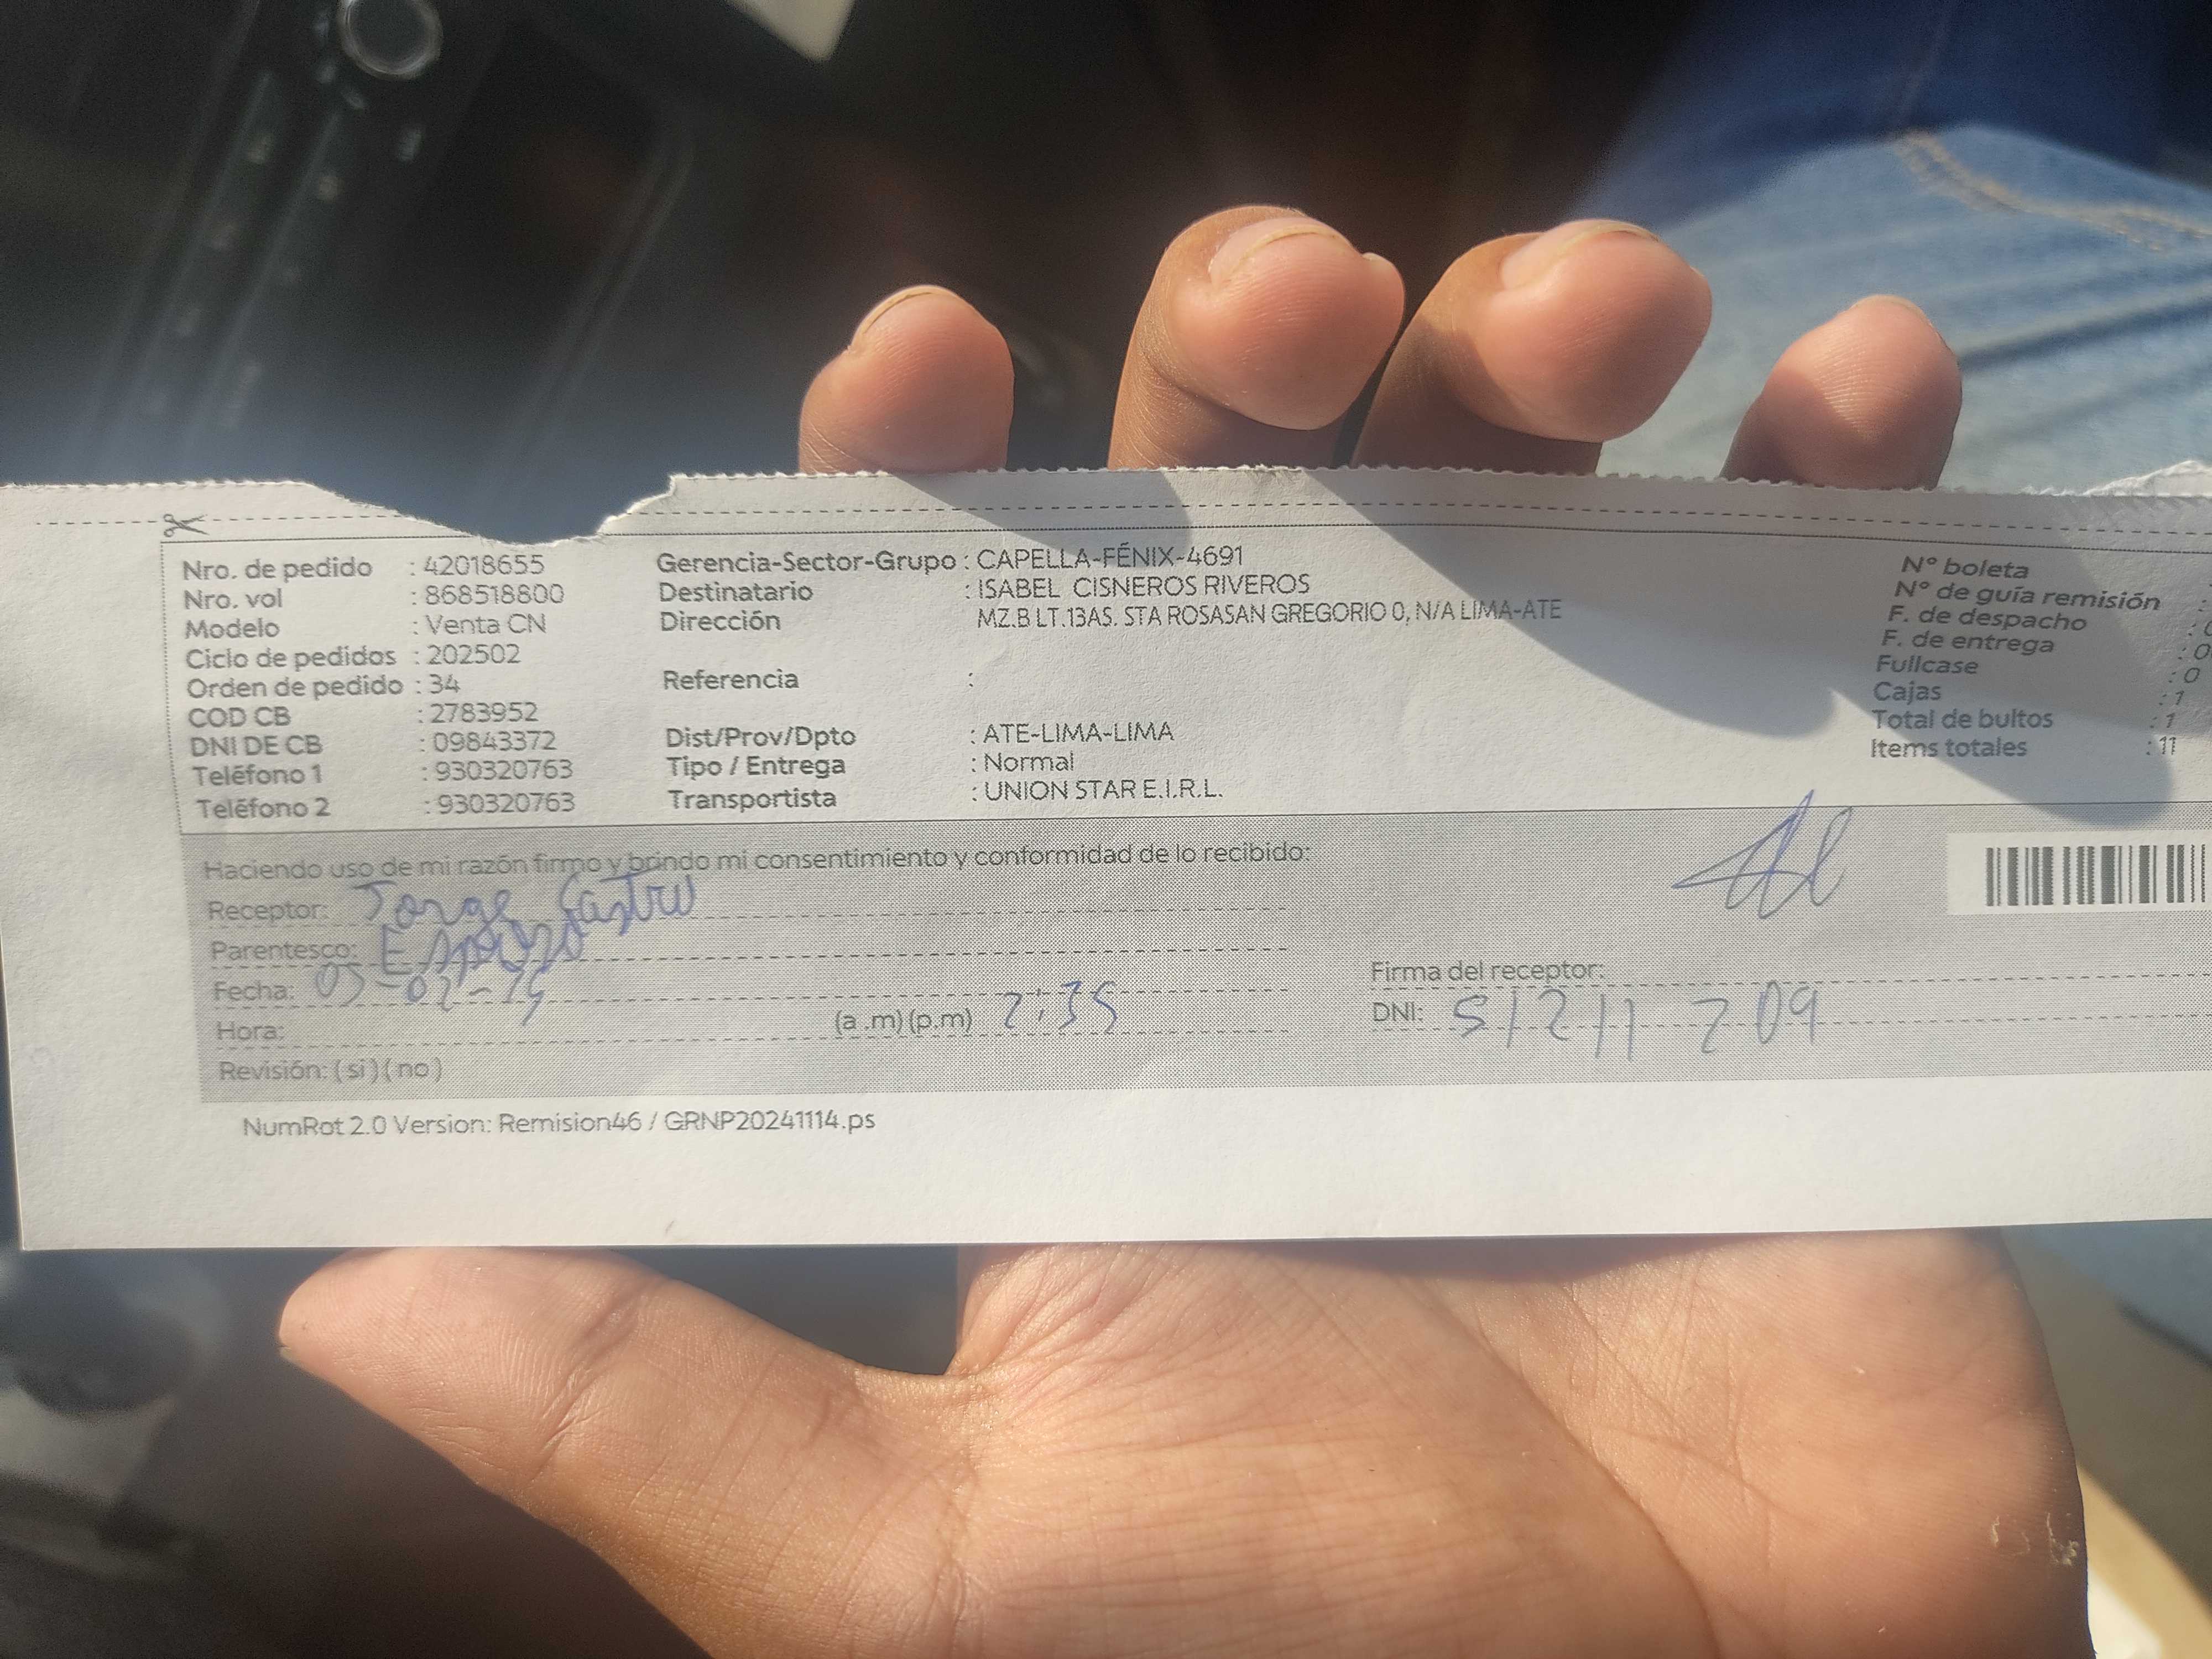 Nro. de pedido : 42018655
Nro. vol : 868518800
Modelo : Venta CN
Ciclo de pedidos : 202502
Orden de pedido : 34
COD CB : 2783952
DNI DE CB : 09843372
Teléfono 1 : 930320763
Teléfono 2 : 930320763
Gerencia-Sector-Grupo : CAPELLA-FÉNIX-4691
Destinatario : ISABEL CISNEROS RIVEROS
Dirección MZ.B LT.13AS. STA ROSASAN GREGORIO 0, N/A LIMA-ATE
Referencia :
Dist/Prov/Dpto : ATE-LIMA-LIMA
Tipo / Entrega : Normal
Transportista : UNION STAR E.I.R.L.
N° boleta
N° de guía remisión :
F. de despacho :
F. de entrega :
Fullcase : 0
Cajas : 1
Total de bultos : 1
Items totales : 11
Haciendo uso de mi razón firmo y brindo mi consentimiento y conformidad de lo recibido:
Receptor: Jorge Castro
Parentesco:
Fecha:
Hora: (a .m) (p.m) 2:35
Revisión: ( si ) ( no )
Firma del receptor:
DNI:
NumRot 2.0 Version: Remision46 / GRNP20241114.ps